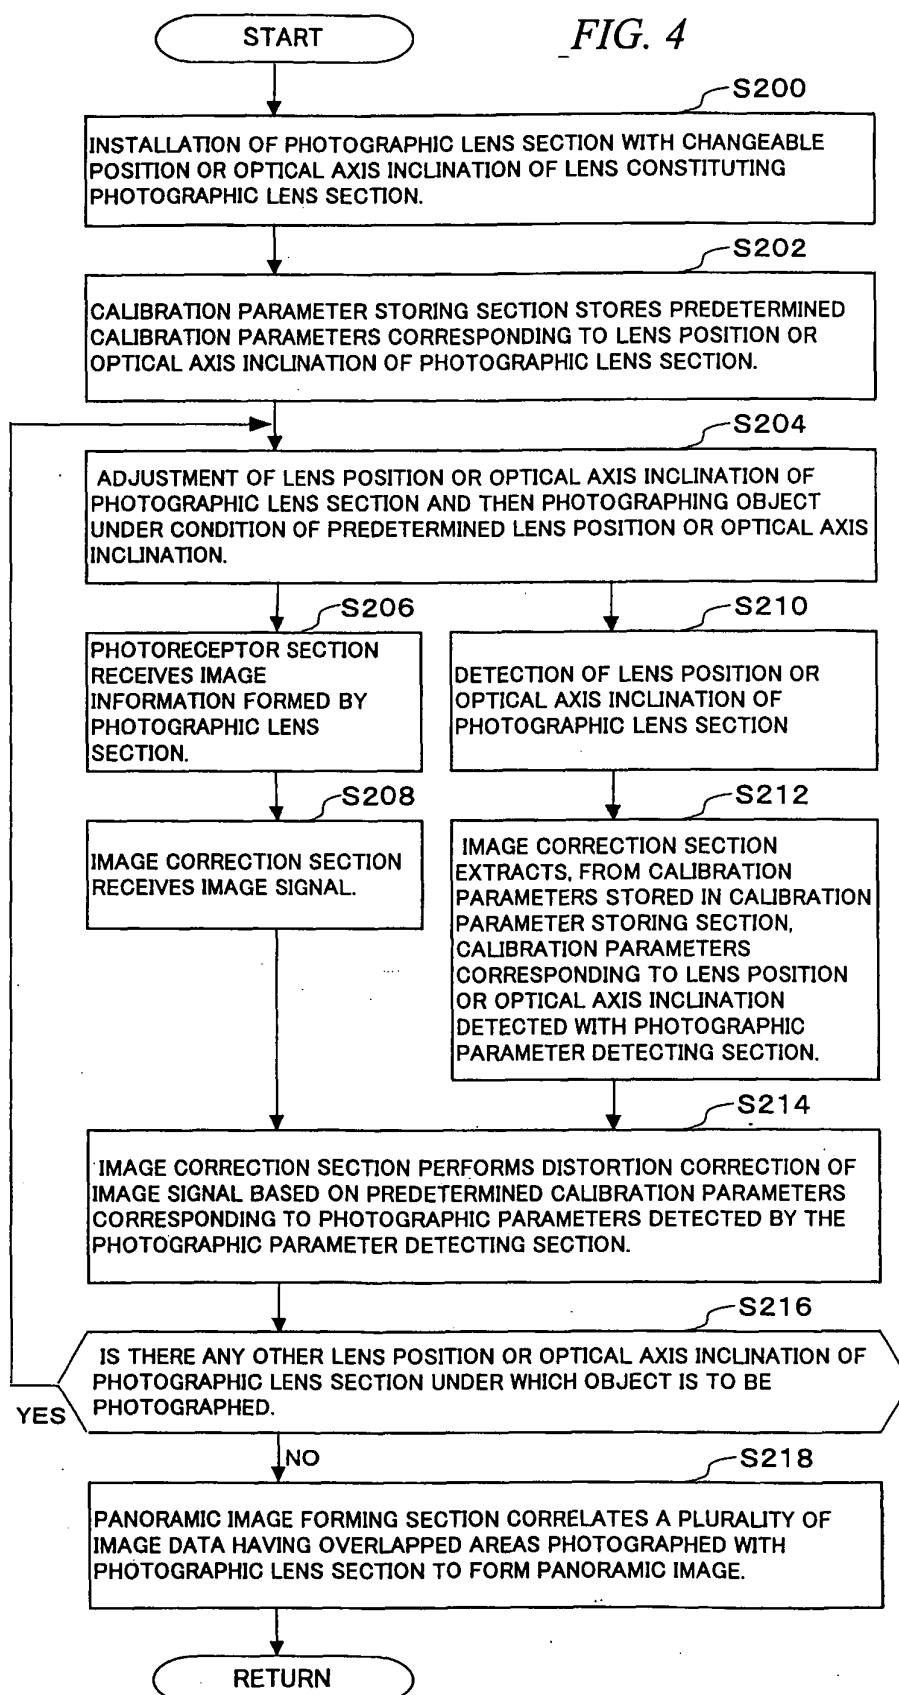 START
FIG. 4
S200
INSTALLATION OF PHOTOGRAPHIC LENS SECTION WITH CHANGEABLE
POSITION OR OPTICAL AXIS INCLINATION OF LENS CONSTITUTING
PHOTOGRAPHIC LENS SECTION.
S202
CALIBRATION PARAMETER STORING SECTION STORES PREDETERMINED
CALIBRATION PARAMETERS CORRESPONDING TO LENS POSITION OR
OPTICAL AXIS INCLINATION OF PHOTOGRAPHIC LENS SECTION.
S204
ADJUSTMENT OF LENS POSITION OR OPTICAL AXIS INCLINATION OF
PHOTOGRAPHIC LENS SECTION AND THEN PHOTOGRAPHING OBJECT
UNDER CONDITION OF PREDETERMINED LENS POSITION OR OPTICAL AXIS
INCLINATION.
S206
PHOTORECEPTOR SECTION
RECEIVES IMAGE
INFORMATION FORMED BY
PHOTOGRAPHIC LENS
SECTION.
S208
IMAGE CORRECTION SECTION
RECEIVES IMAGE SIGNAL.
S210
DETECTION OF LENS POSITION OR
OPTICAL AXIS INCLINATION OF
PHOTOGRAPHIC LENS SECTION
S212
IMAGE CORRECTION SECTION
EXTRACTS, FROM CALIBRATION
PARAMETERS STORED IN CALIBRATION
PARAMETER STORING SECTION,
CALIBRATION PARAMETERS
CORRESPONDING TO LENS POSITION
OR OPTICAL AXIS INCLINATION
DETECTED WITH PHOTOGRAPHIC
PARAMETER DETECTING SECTION.
S214
IMAGE CORRECTION SECTION PERFORMS DISTORTION CORRECTION OF
IMAGE SIGNAL BASED ON PREDETERMINED CALIBRATION PARAMETERS
CORRESPONDING TO PHOTOGRAPHIC PARAMETERS DETECTED BY THE
PHOTOGRAPHIC PARAMETER DETECTING SECTION.
S216
IS THERE ANY OTHER LENS POSITION OR OPTICAL AXIS INCLINATION OF
PHOTOGRAPHIC LENS SECTION UNDER WHICH OBJECT IS TO BE
PHOTOGRAPHED.
YES
NO
S218
PANORAMIC IMAGE FORMING SECTION CORRELATES A PLURALITY OF
IMAGE DATA HAVING OVERLAPPED AREAS PHOTOGRAPHED WITH
PHOTOGRAPHIC LENS SECTION TO FORM PANORAMIC IMAGE.
RETURN